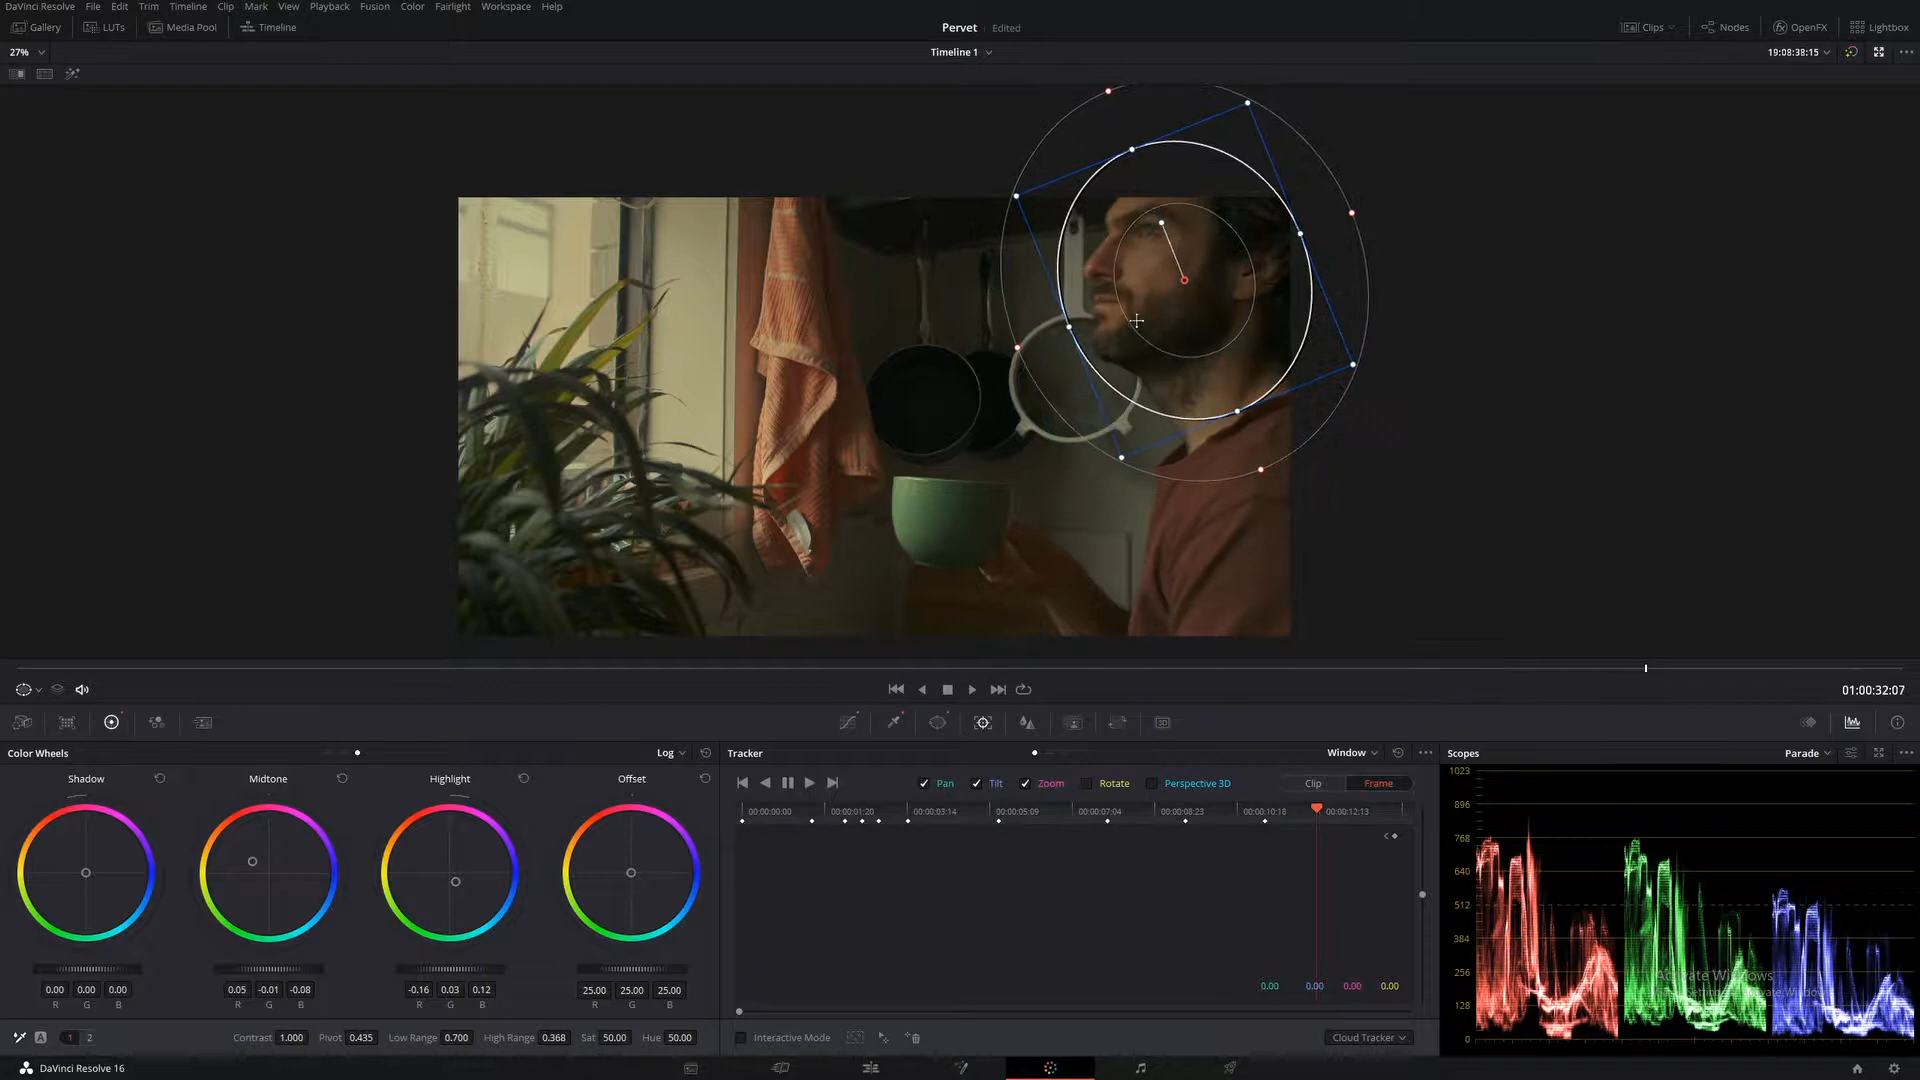 DaVinci Resolve File Edit Trim Timeline Clip Mark View Playback Fusion Color Fairlight Workspace Help
Gallery LUTs Media Pool Timeline Pervet Edited Clips Nodes OpenFX Lightbox
27% Timeline 1 19:08:38:15
01:00:32:07
Color Wheels Log Tracker Window Scopes Parade
Shadow Midtone Highlight Offset
Pan Tilt Zoom Rotate Perspective 3D Clip Frame
00:00:00:00 00:00:01:20 00:00:03:14 00:00:05:09 00:00:07:04 00:00:08:23 00:00:10:18 00:00:12:13
1023
896
768
640
512
384
256
128
0
0.00 0.00 0.00 0.00
0.00 0.00 0.00 0.05 -0.01 -0.08 -0.16 0.03 0.12 25.00 25.00 25.00
R G B R G B R G B R G B
Activate Windows
A 1 2 Contrast 1.000 Pivot 0.435 Low Range 0.700 High Range 0.368 Sat 50.00 Hue 50.00 Interactive Mode Cloud Tracker
DaVinci Resolve 16